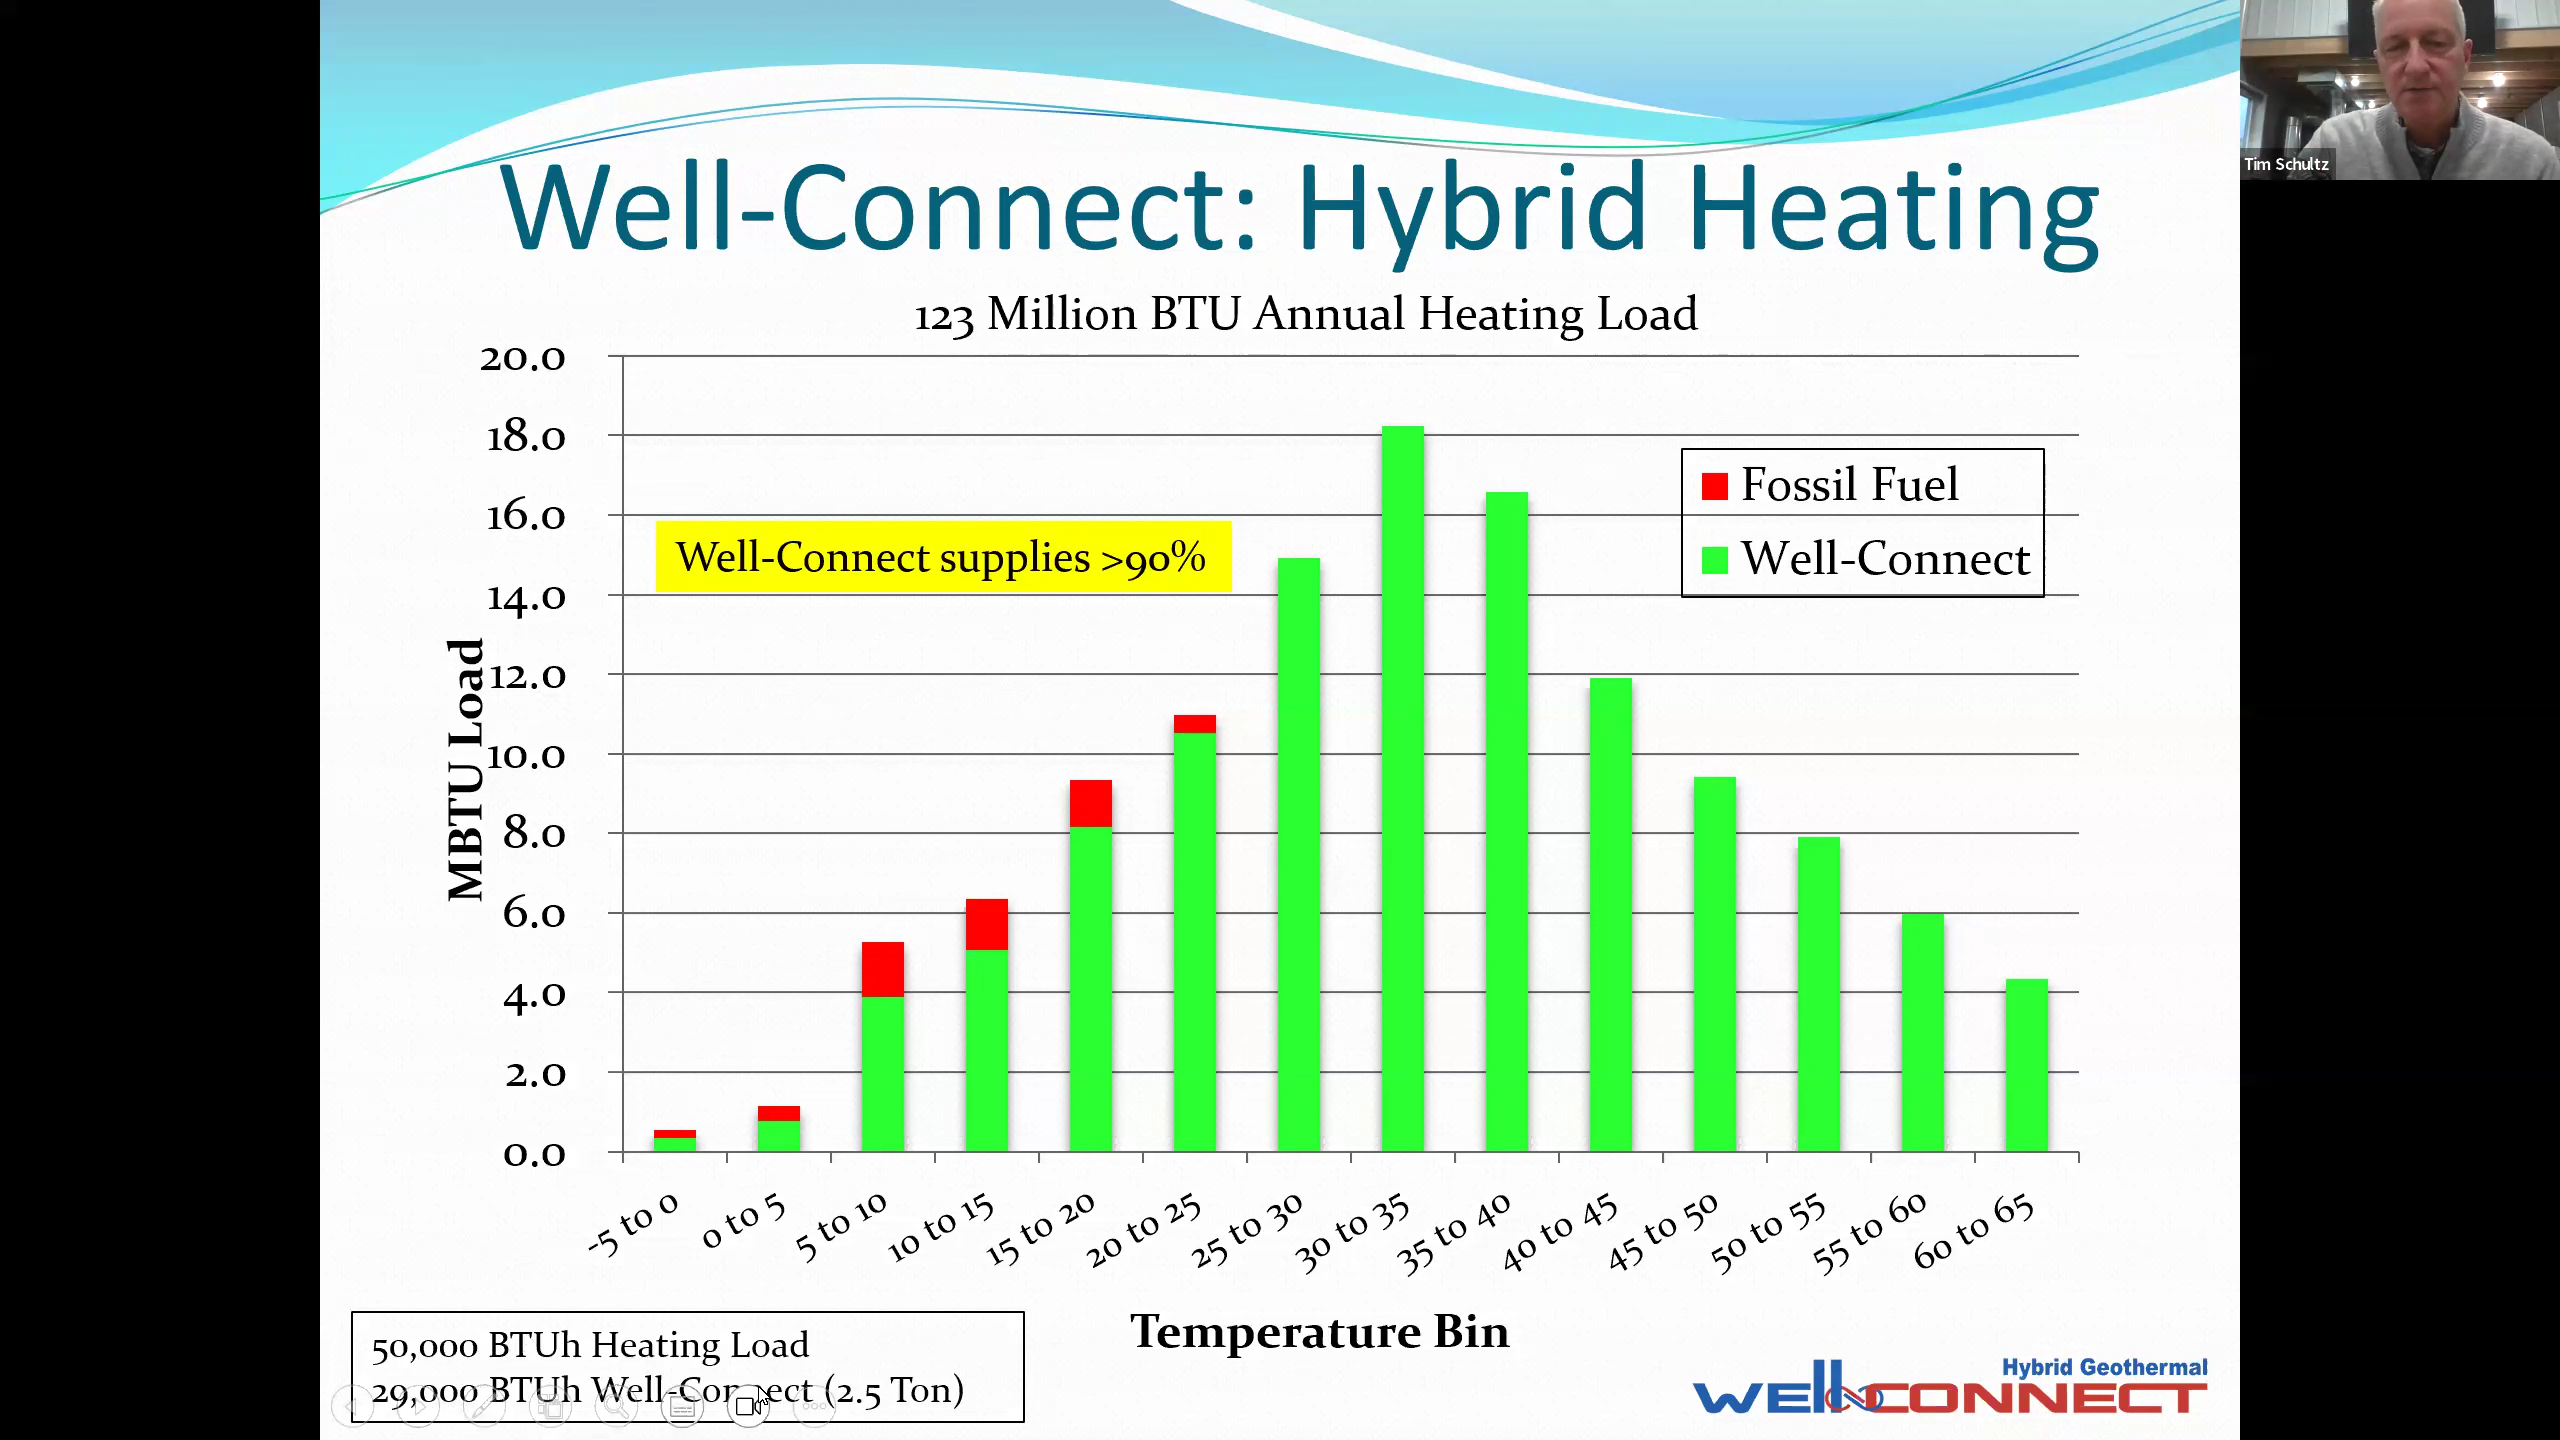 Tim Schultz
Well-Connect: Hybrid Heating
123 Million BTU Annual Heating Load
20.0
18.0
16.0
14.0
12.0
10.0
8.0
6.0
4.0
2.0
0.0
MBTU Load
Well-Connect supplies >90%
Fossil Fuel
Well-Connect
-5 to 0
0 to 5
5 to 10
10 to 15
15 to 20
20 to 25
25 to 30
30 to 35
35 to 40
40 to 45
45 to 50
50 to 55
55 to 60
60 to 65
Temperature Bin
50,000 BTUh Heating Load
29,000 BTUh Well-Connect (2.5 Ton)
Hybrid Geothermal
WELLCONNECT